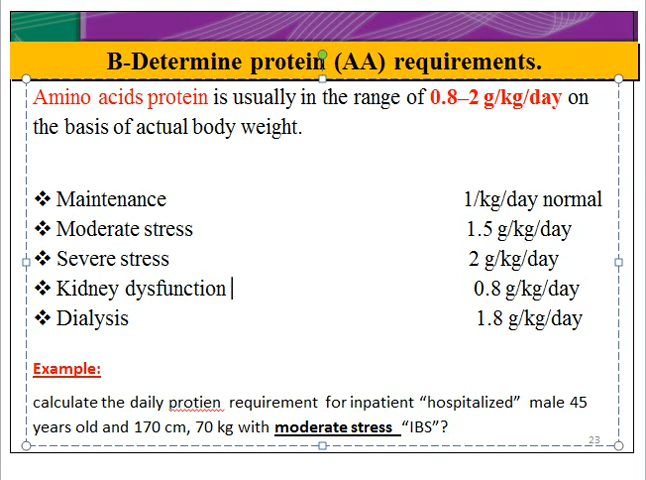 B-Determine protein (AA) requirements.
Amino acids protein is usually in the range of 0.8–2 g/kg/day on
the basis of actual body weight.
❖ Maintenance 1/kg/day normal
❖ Moderate stress 1.5 g/kg/day
❖ Severe stress 2 g/kg/day
❖ Kidney dysfunction 0.8 g/kg/day
❖ Dialysis 1.8 g/kg/day
Example:
calculate the daily protien requirement for inpatient “hospitalized” male 45
years old and 170 cm, 70 kg with moderate stress “IBS”?
23